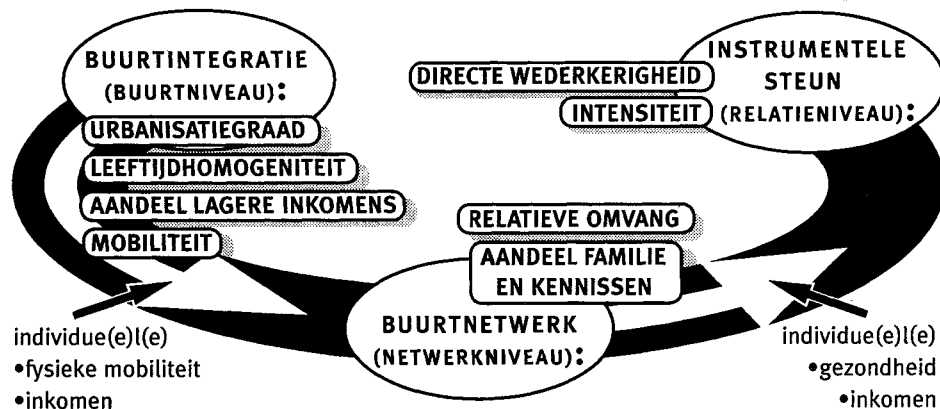 BUURTINTEGRATIE
(BUURTNIVEAU):
URBANISATIEGRAAD
LEEFTIJDHOMOGENITEIT
AANDEEL LAGERE INKOMENS
MOBILITEIT
INSTRUMENTELE
STEUN
(RELATIENIVEAU):
DIRECTE WEDERKERIGHEID
INTENSITEIT
RELATIEVE OMVANG
AANDEEL FAMILIE
EN KENNISSEN
BUURTNETWERK
(NETWERKNIVEAU):
individue(e)l(e)
•fysieke mobiliteit
•inkomen
individue(e)l(e)
•gezondheid
•inkomen